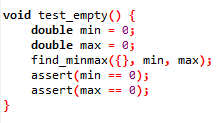 void test_empty() {
    double min = 0;
    double max = 0;
    find_minmax({}, min, max);
    assert(min == 0);
    assert(max == 0);
}